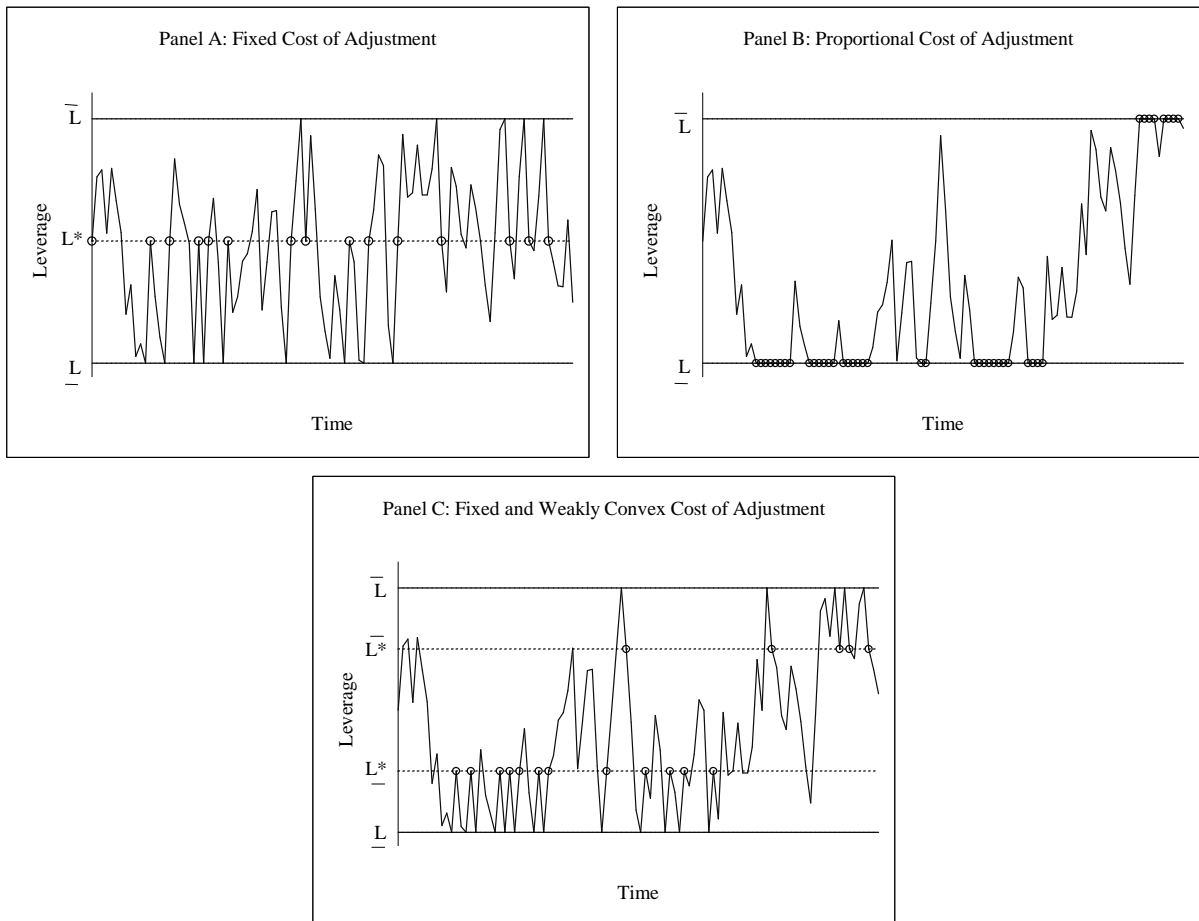 Panel A: Fixed Cost of Adjustment
L̅
L*
L̲
Leverage
Time
Panel B: Proportional Cost of Adjustment
L̅
L̲
Leverage
Time
Panel C: Fixed and Weakly Convex Cost of Adjustment
L̅
L̅*
L̲*
L̲
Leverage
Time